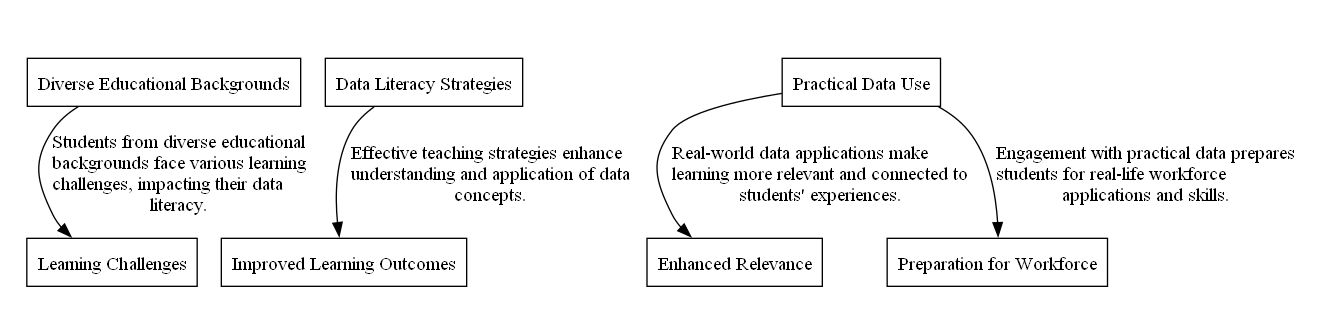 Diverse Educational Backgrounds
Data Literacy Strategies
Practical Data Use
Students from diverse educational
backgrounds face various learning
challenges, impacting their data
literacy.
Effective teaching strategies enhance
understanding and application of data
concepts.
Real-world data applications make
learning more relevant and connected to
students' experiences.
Engagement with practical data prepares
students for real-life workforce
applications and skills.
Learning Challenges
Improved Learning Outcomes
Enhanced Relevance
Preparation for Workforce